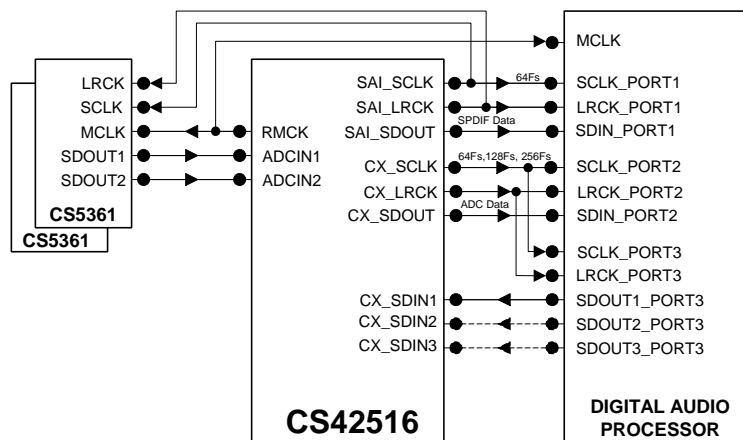 LRCK
SCLK
MCLK
SDOUT1
SDOUT2
CS5361
CS5361
RMCK
ADCIN1
ADCIN2
SAI_SCLK
SAI_LRCK
SAI_SDOUT
CX_SCLK
CX_LRCK
CX_SDOUT
CX_SDIN1
CX_SDIN2
CX_SDIN3
CS42516
64Fs
SPDIF Data
64Fs,128Fs, 256Fs
ADC Data
MCLK
SCLK_PORT1
LRCK_PORT1
SDIN_PORT1
SCLK_PORT2
LRCK_PORT2
SDIN_PORT2
SCLK_PORT3
LRCK_PORT3
SDOUT1_PORT3
SDOUT2_PORT3
SDOUT3_PORT3
DIGITAL AUDIO
PROCESSOR